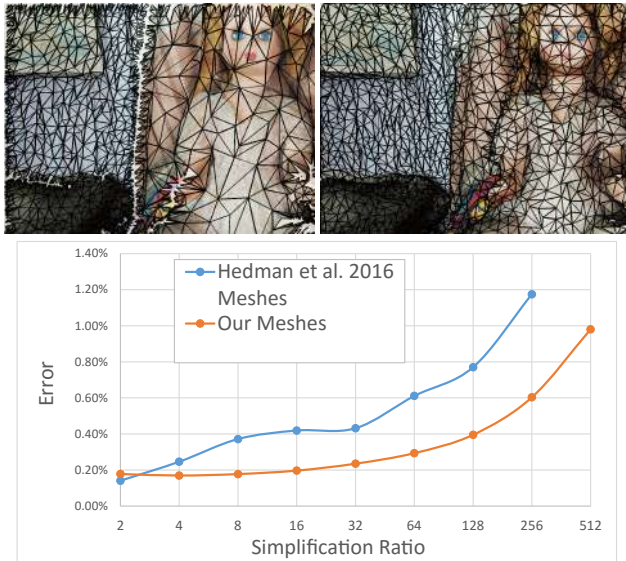 1.40%
1.20%
1.00%
0.80%
0.60%
0.40%
0.20%
0.00%
Error
Hedman et al. 2016
Meshes
Our Meshes
2 4 8 16 32 64 128 256 512
Simplification Ratio